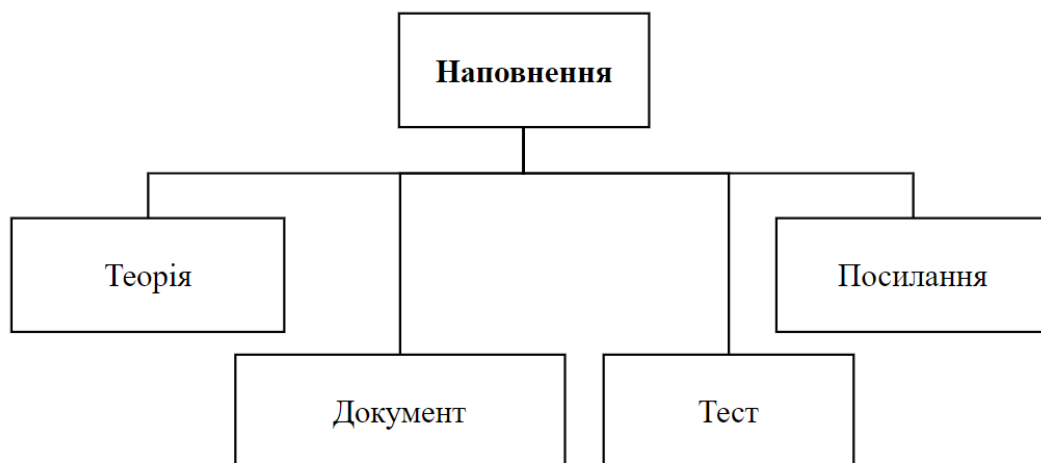 Наповнення
Теорія
Посилання
Документ
Тест